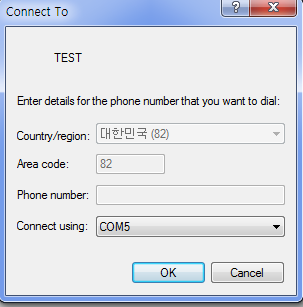 Connect To
TEST
Enter details for the phone number that you want to dial:
Country/region: 대한민국 (82)
Area code: 82
Phone number:
Connect using: COM5
OK Cancel